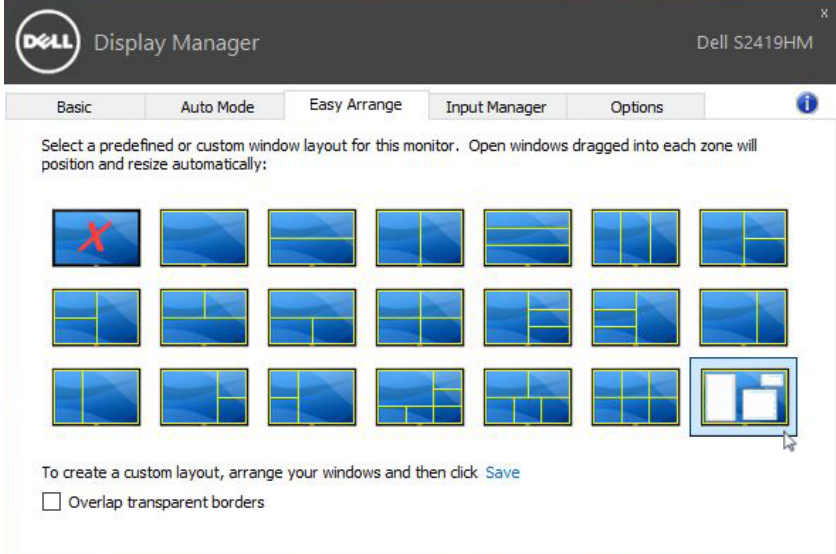 DELL Display Manager
x
Dell S2419HM
Basic Auto Mode Easy Arrange Input Manager Options i
Select a predefined or custom window layout for this monitor. Open windows dragged into each zone will
position and resize automatically:
X
To create a custom layout, arrange your windows and then click Save
Overlap transparent borders